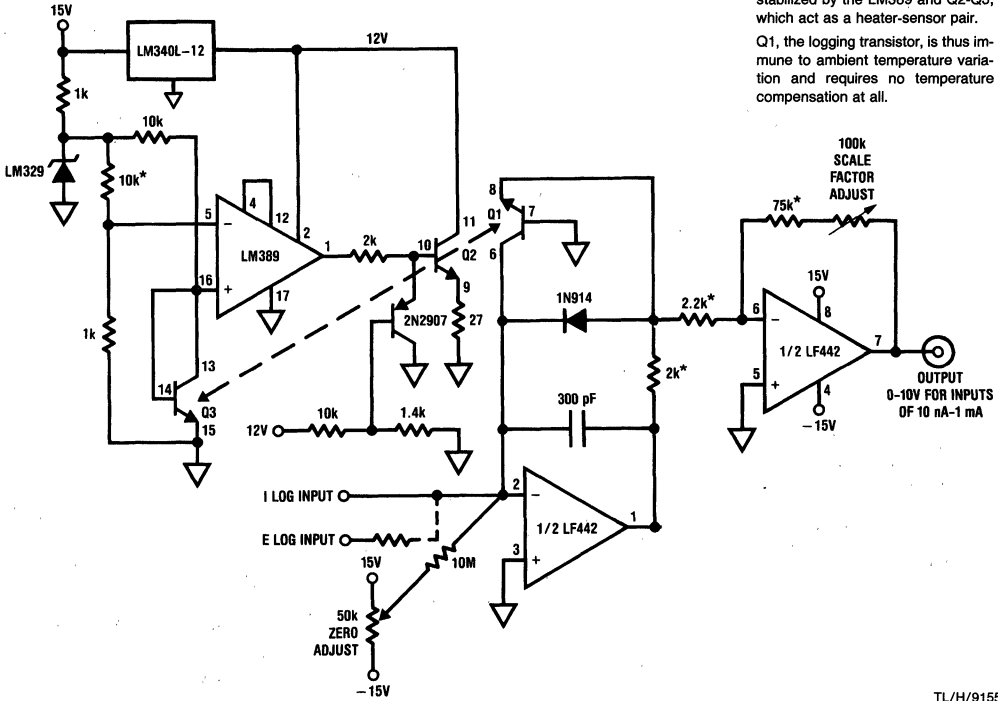 stabilized by the LM389 and Q2-Q3,
which act as a heater-sensor pair.
Q1, the logging transistor, is thus im-
mune to ambient temperature varia-
tion and requires no temperature
compensation at all.
15V
LM340L-12
12V
1k
10k
LM329
10k*
5
−
4
12
2
LM389
1
16
+
17
2k
10
11
Q2
9
27
2N2907
1k
13
14
Q3
15
12V
10k
1.4k
8
Q1
7
6
1N914
2.2k*
2k*
300 pF
100k
SCALE
FACTOR
ADJUST
75k*
15V
8
6
−
1/2 LF442
7
5
+
4
−15V
OUTPUT
0-10V FOR INPUTS
OF 10 nA-1 mA
I LOG INPUT
E LOG INPUT
2
−
1/2 LF442
1
3
+
10M
15V
50k
ZERO
ADJUST
−15V
TL/H/9155